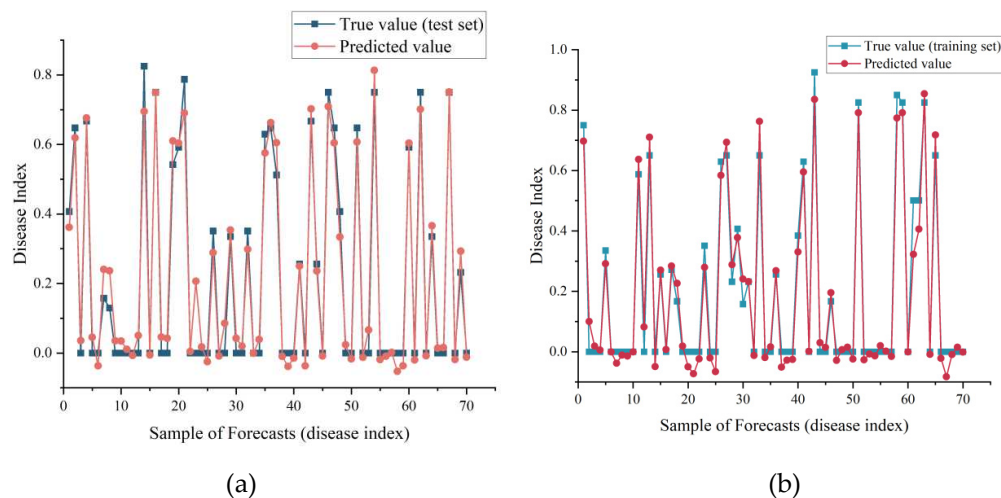 True value (test set)
Predicted value
0.8
0.6
0.4
0.2
0.0
Disease Index
0 10 20 30 40 50 60 70
Sample of Forecasts (disease index)
(a)
True value (training set)
Predicted value
1.0
0.8
0.6
0.4
0.2
0.0
Disease Index
0 10 20 30 40 50 60 70
Sample of Forecasts (disease index)
(b)